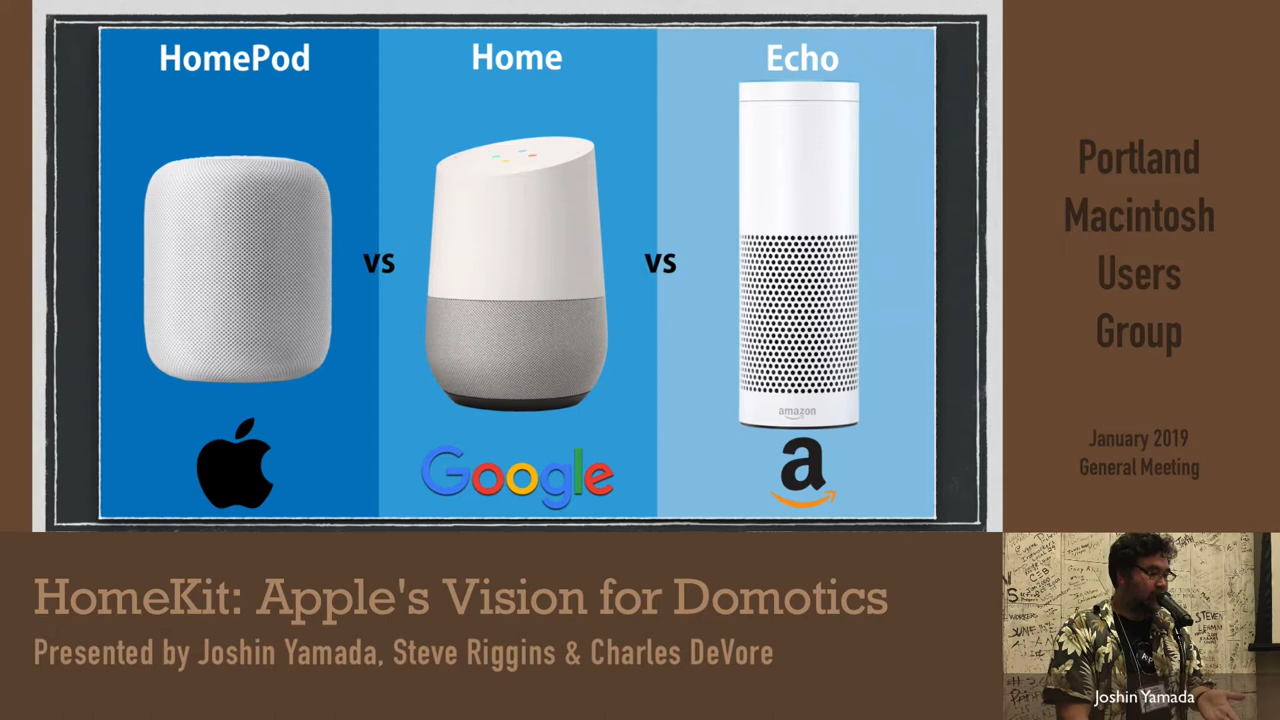 HomePod
Home
Echo
vs
vs
amazon
Google
a
Portland
Macintosh
Users
Group
January 2019
General Meeting
HomeKit: Apple's Vision for Domotics
Presented by Joshin Yamada, Steve Riggins & Charles DeVore
Joshin Yamada